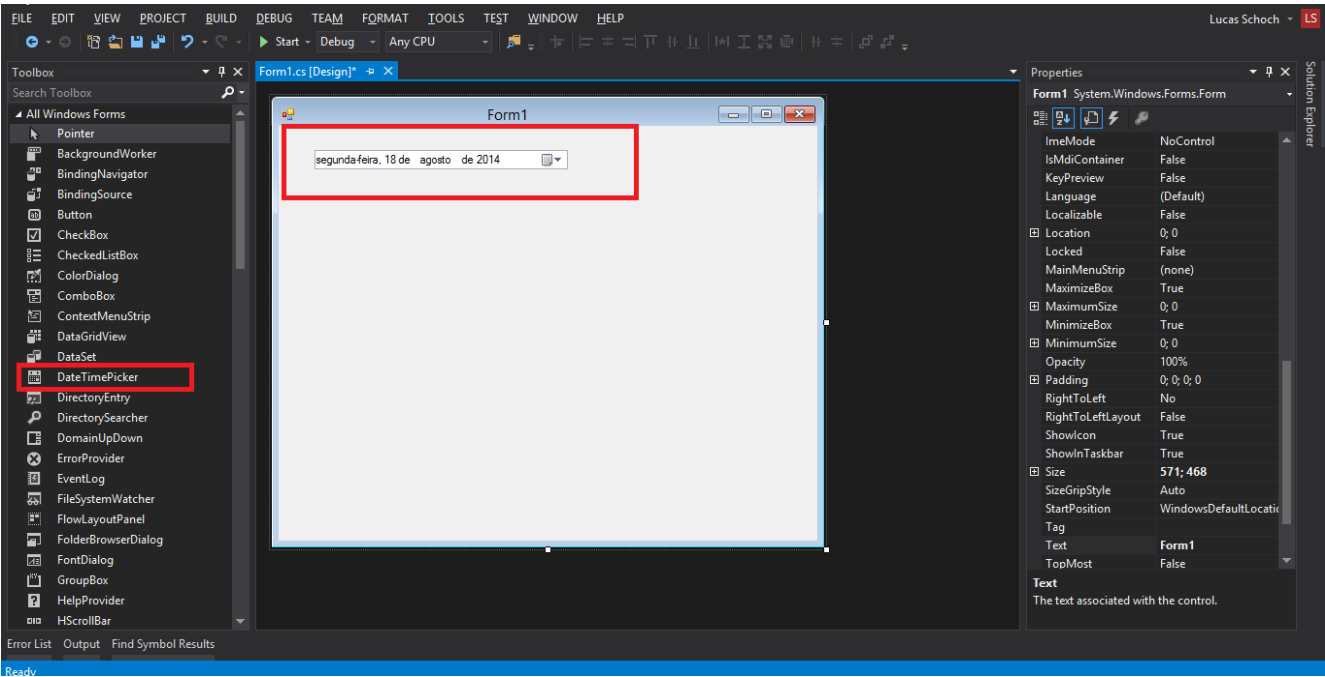 FILE EDIT VIEW PROJECT BUILD DEBUG TEAM FORMAT TOOLS TEST WINDOW HELP
Lucas Schoch
LS
Start Debug Any CPU
Toolbox
Search Toolbox
All Windows Forms
Pointer
BackgroundWorker
BindingNavigator
BindingSource
Button
CheckBox
CheckedListBox
ColorDialog
ComboBox
ContextMenuStrip
DataGridView
DataSet
DateTimePicker
DirectoryEntry
DirectorySearcher
DomainUpDown
ErrorProvider
EventLog
FileSystemWatcher
FlowLayoutPanel
FolderBrowserDialog
FontDialog
GroupBox
HelpProvider
HScrollBar
Form1.cs [Design]*
Form1
segunda-feira, 18 de agosto de 2014
Properties
Form1 System.Windows.Forms.Form
ImeMode NoControl
IsMdiContainer False
KeyPreview False
Language (Default)
Localizable False
Location 0; 0
Locked False
MainMenuStrip (none)
MaximizeBox True
MaximumSize 0; 0
MinimizeBox True
MinimumSize 0; 0
Opacity 100%
Padding 0; 0; 0; 0
RightToLeft No
RightToLeftLayout False
ShowIcon True
ShowInTaskbar True
Size 571; 468
SizeGripStyle Auto
StartPosition WindowsDefaultLocatic
Tag
Text Form1
TopMost False
Text
The text associated with the control.
Solution Explorer
Error List Output Find Symbol Results
Ready